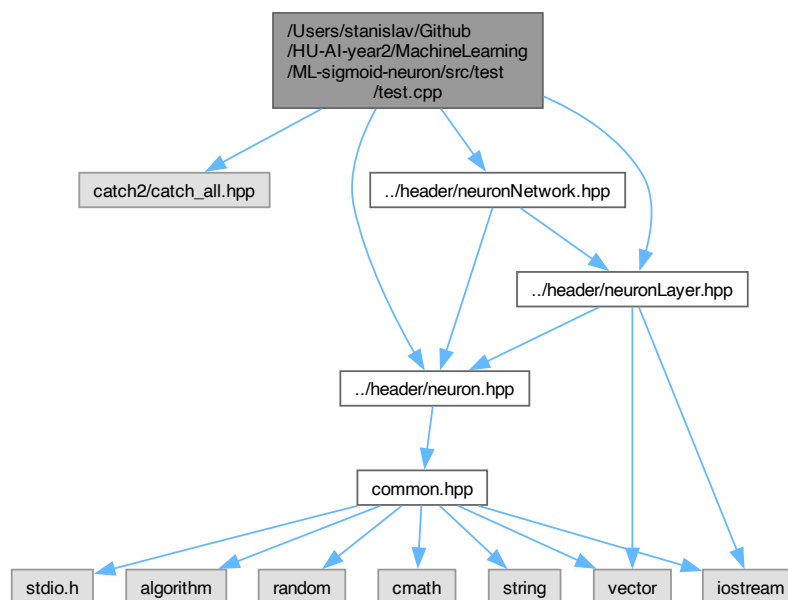 /Users/stanislav/Github
/HU-AI-year2/MachineLearning
/ML-sigmoid-neuron/src/test
/test.cpp
catch2/catch_all.hpp
../header/neuronNetwork.hpp
../header/neuronLayer.hpp
../header/neuron.hpp
common.hpp
stdio.h
algorithm
random
cmath
string
vector
iostream